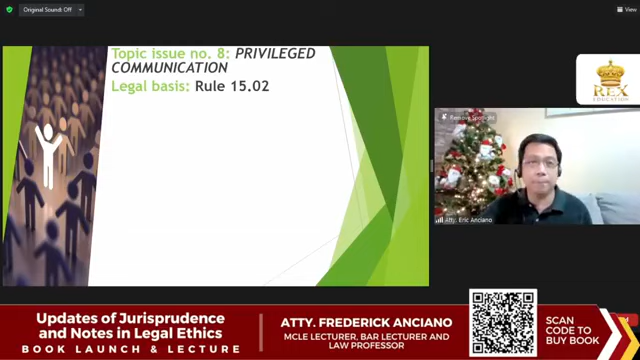 Original Sound: Off
View
Topic issue no. 8: PRIVILEGED
COMMUNICATION
Legal basis: Rule 15.02
REX
EDUCATION
Remove Spotlight
Atty. Eric Anciano
Updates of Jurisprudence
and Notes in Legal Ethics
BOOK LAUNCH & LECTURE
ATTY. FREDERICK ANCIANO
MCLE LECTURER, BAR LECTURER AND
LAW PROFESSOR
SCAN
CODE TO
BUY BOOK